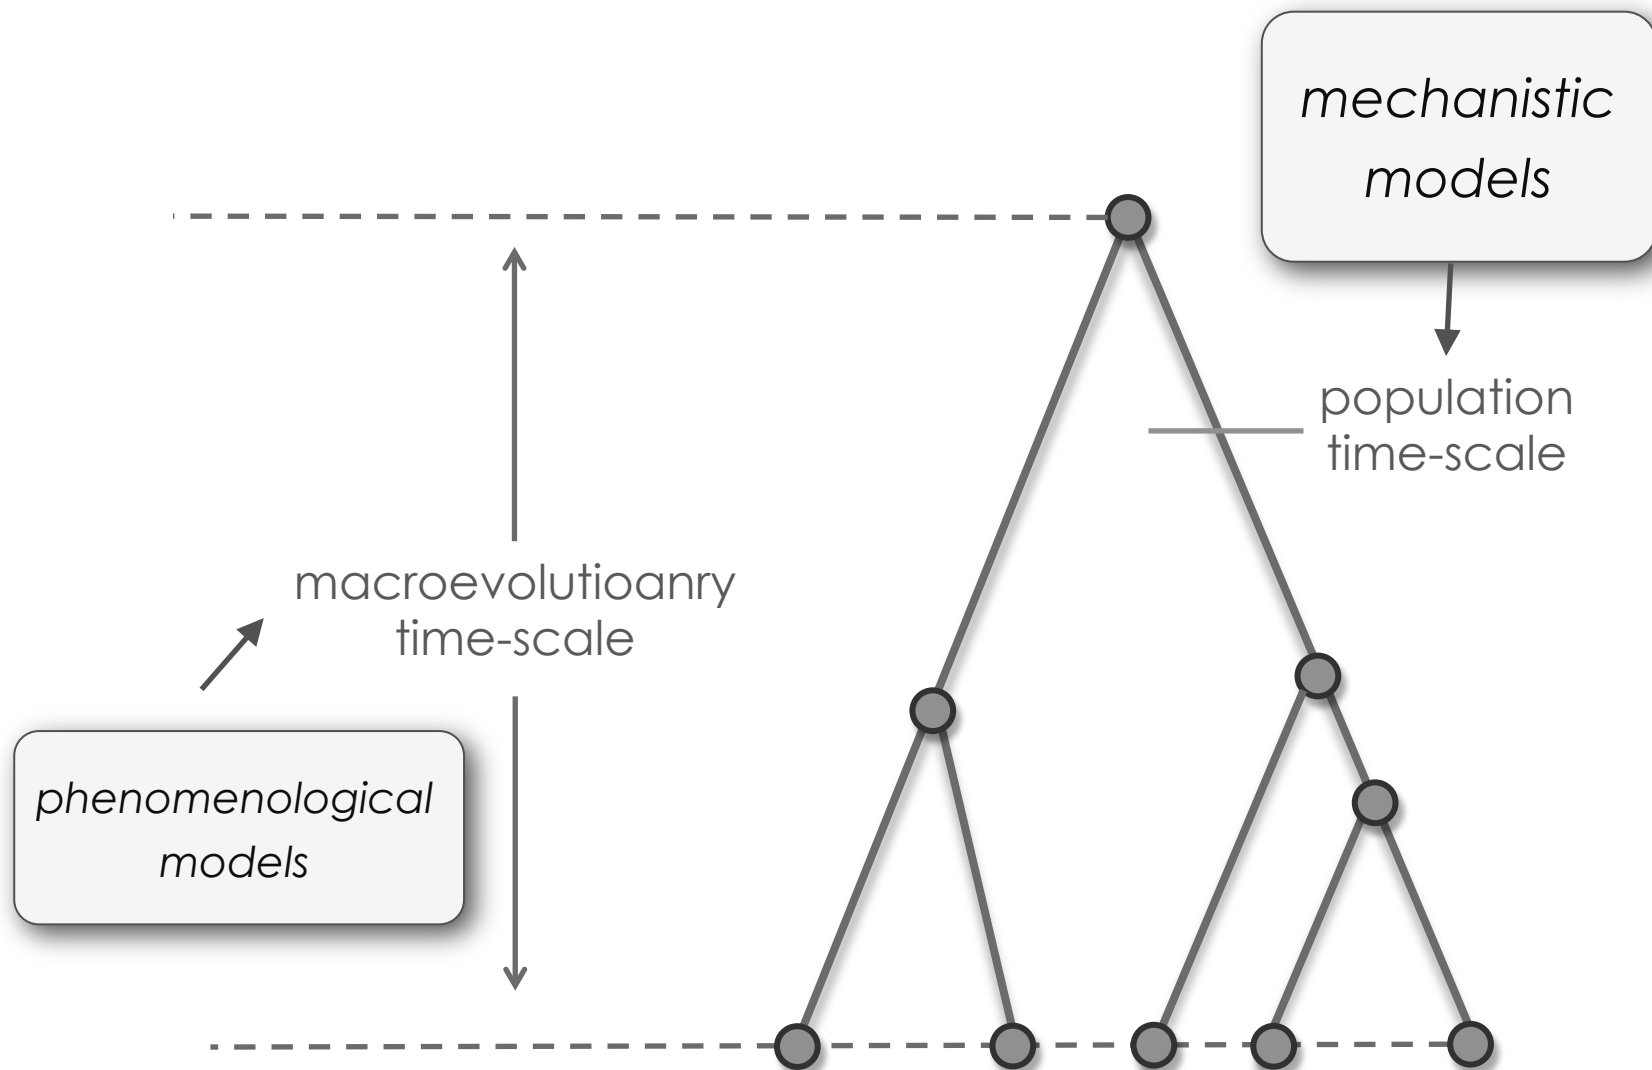 mechanistic
models
population
time-scale
macroevolutioanry
time-scale
phenomenological
models